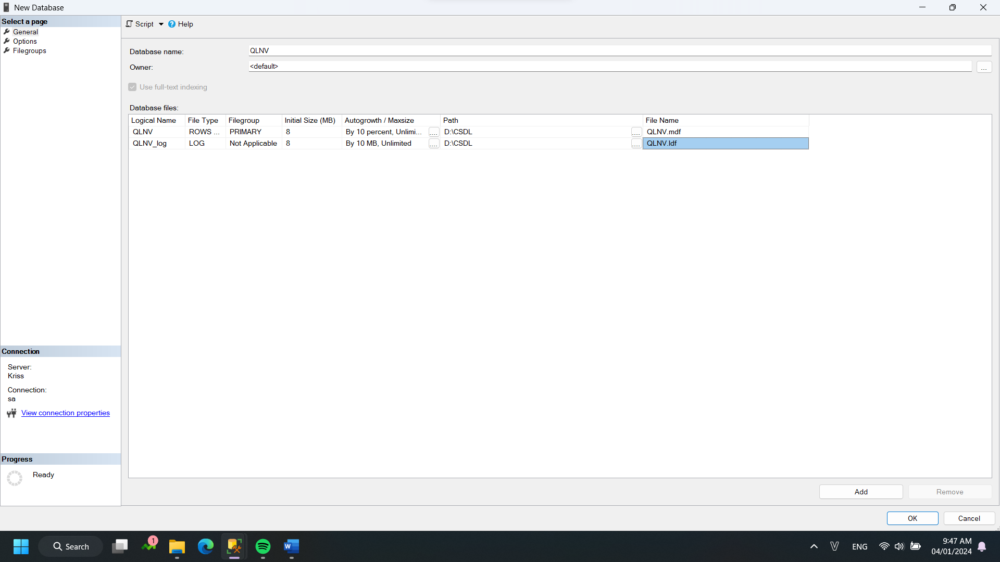 New Database
Select a page
General
Options
Filegroups
Script
Help
Database name:
QLNV
Owner:
<default>
...
Use full-text indexing
Database files:
Logical Name File Type Filegroup Initial Size (MB) Autogrowth / Maxsize Path File Name
QLNV ROWS ... PRIMARY 8 By 10 percent, Unlimi... .... D:\CSDL .... QLNV.mdf
QLNV_log LOG Not Applicable 8 By 10 MB, Unlimited .... D:\CSDL .... QLNV.ldf
Connection
Server:
Kriss
Connection:
sa
View connection properties
Progress
Ready
Add
Remove
OK
Cancel
Search
1
W
V
ENG
9:47 AM
04/01/2024